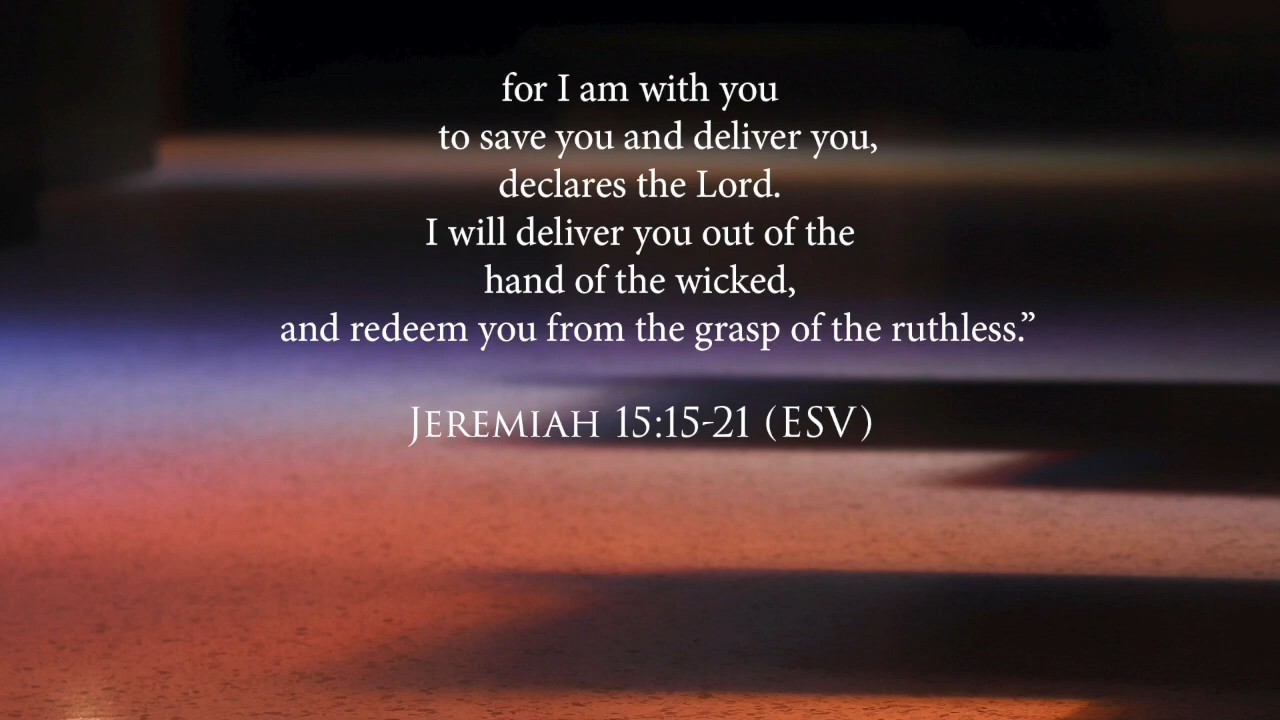 for I am with you
to save you and deliver you,
declares the Lord.
I will deliver you out of the
hand of the wicked,
and redeem you from the grasp of the ruthless.”
Jeremiah 15:15-21 (ESV)